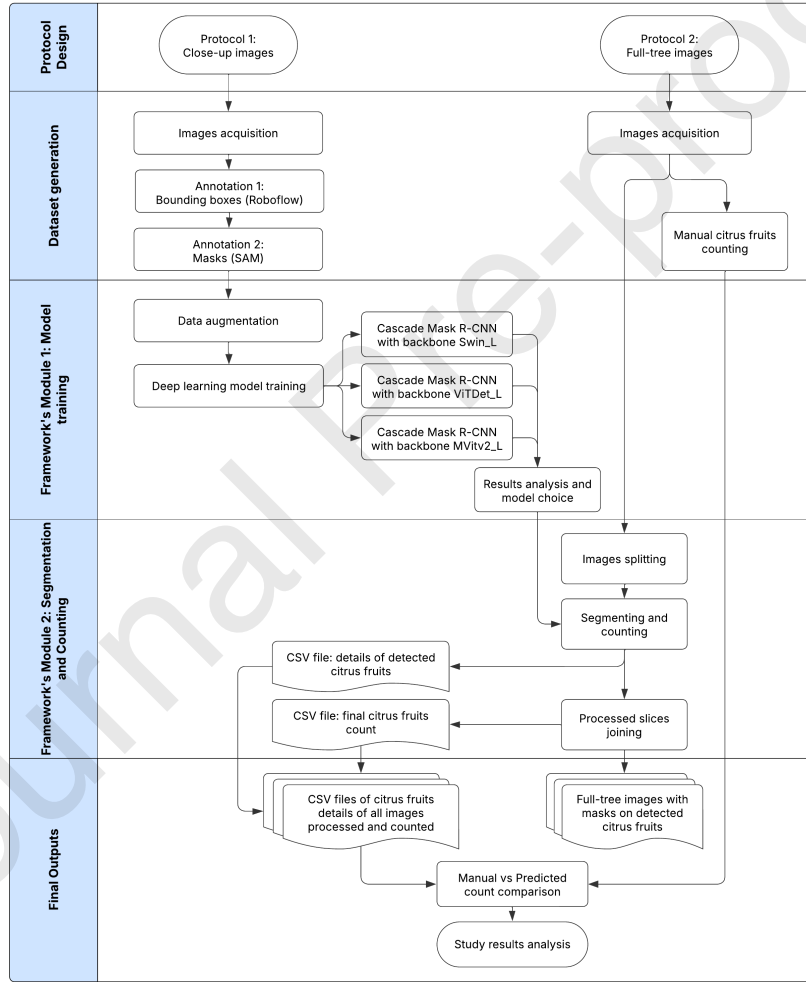 Protocol
Design
Protocol 1:
Close-up images
Protocol 2:
Full-tree images
Dataset generation
Images acquisition
Images acquisition
Annotation 1:
Bounding boxes (Roboflow)
Manual citrus fruits
counting
Annotation 2:
Masks (SAM)
Framework's Module 1: Model
training
Data augmentation
Cascade Mask R-CNN
with backbone Swin_L
Deep learning model training
Cascade Mask R-CNN
with backbone ViTDet_L
Cascade Mask R-CNN
with backbone MVitv2_L
Results analysis and
model choice
Framework's Module 2: Segmentation
and Counting
Images splitting
Segmenting and
counting
CSV file: details of detected
citrus fruits
CSV file: final citrus fruits
count
Processed slices
joining
Final Outputs
CSV files of citrus fruits
details of all images
processed and counted
Full-tree images with
masks on detected
citrus fruits
Manual vs Predicted
count comparison
Study results analysis
Journal Pre-proo